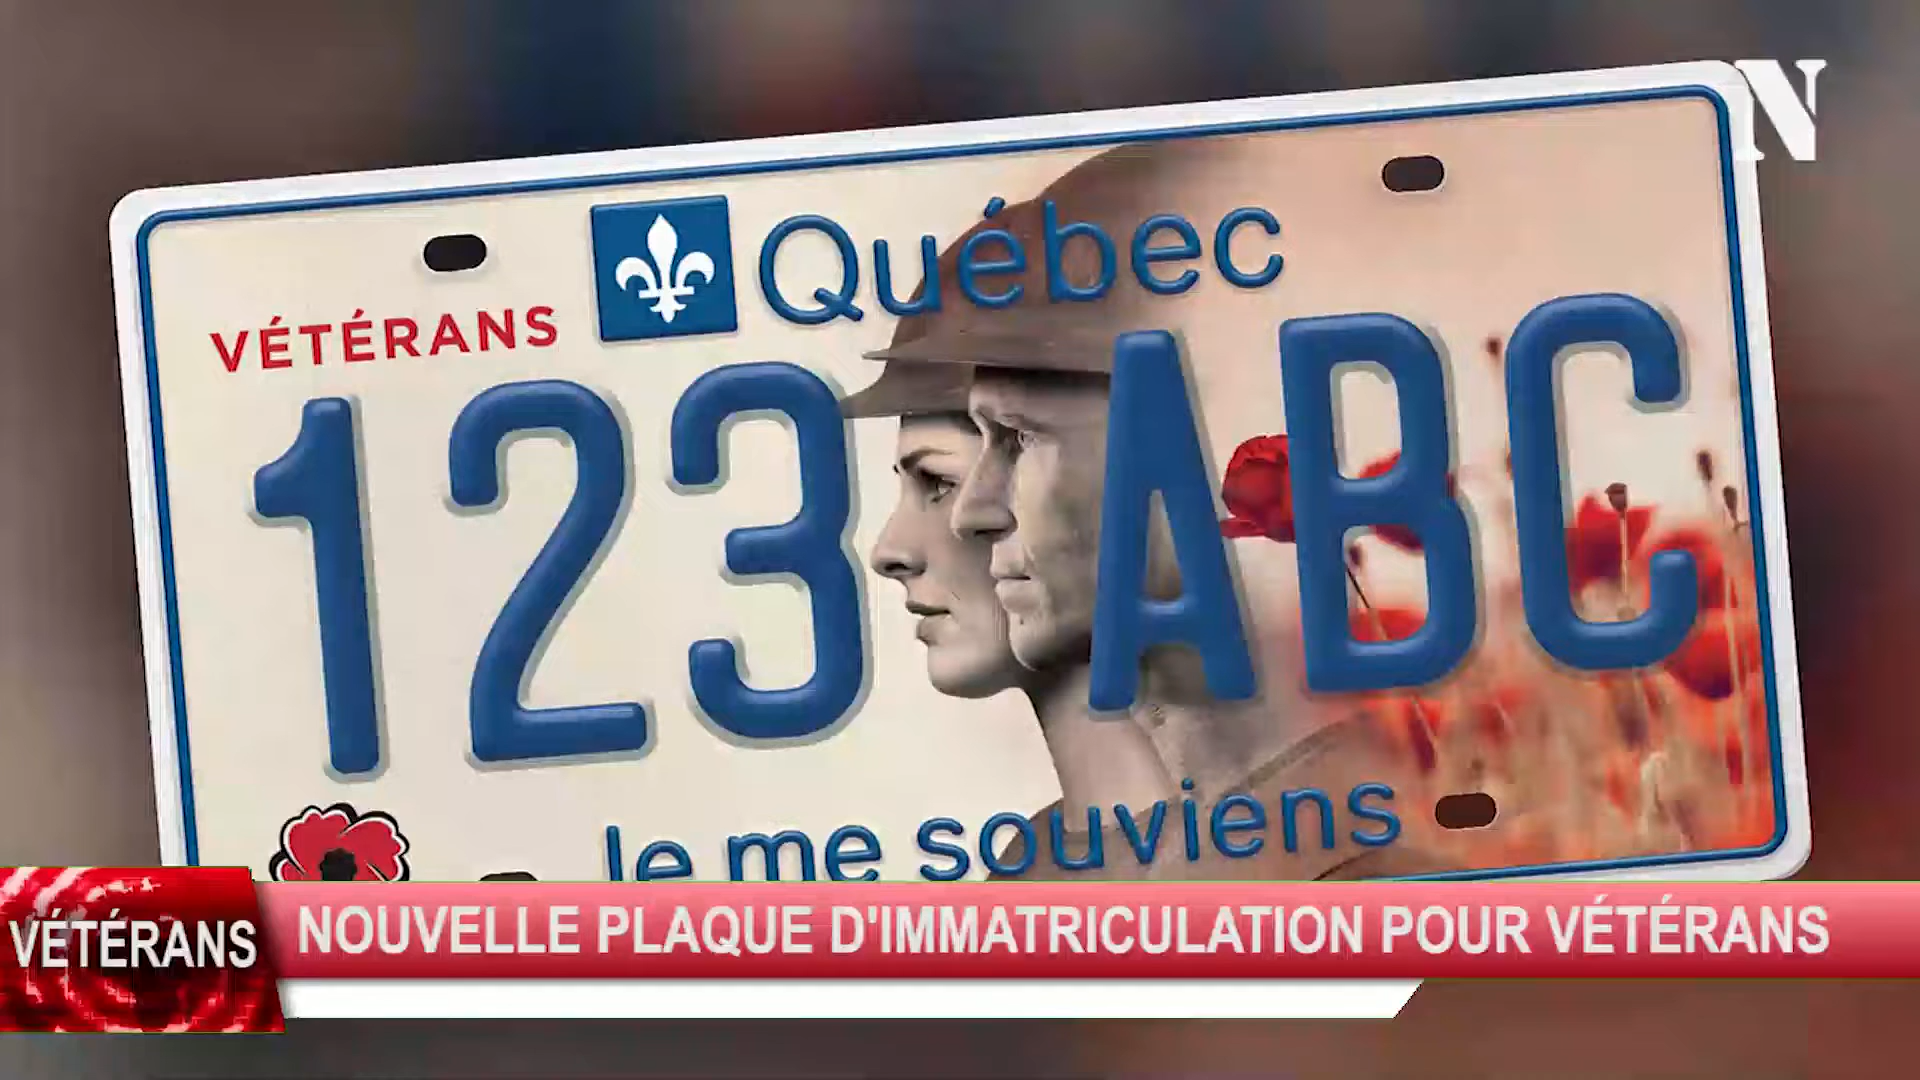 N
Québec
VÉTÉRANS
123 ABC
Je me souviens
VÉTÉRANS
NOUVELLE PLAQUE D'IMMATRICULATION POUR VÉTÉRANS